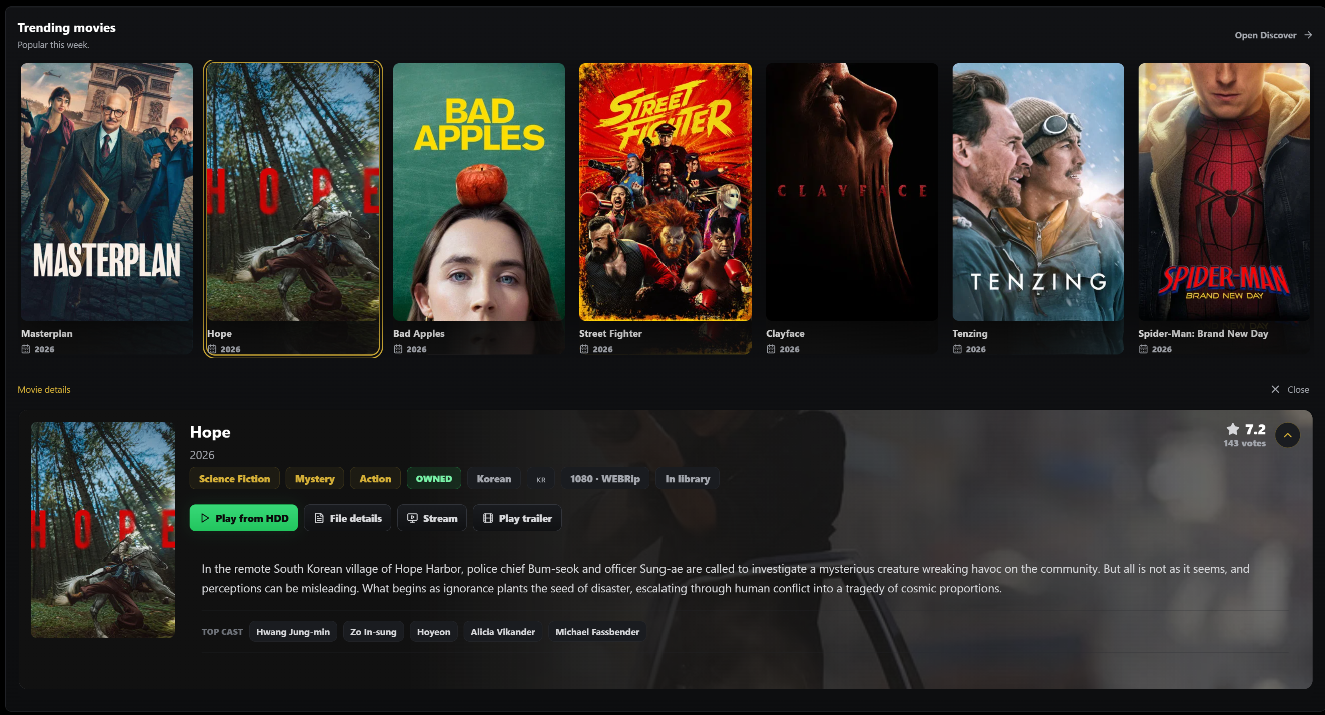 Trending movies
Popular this week.
Open Discover
MASTERPLAN
HOPE
BAD
APPLES
STREET
FIGHTER
CLAYFACE
TENZING
SPIDER-MAN
BRAND NEW DAY
Masterplan
2026
Hope
2026
Bad Apples
2026
Street Fighter
2026
Clayface
2026
Tenzing
2026
Spider-Man: Brand New Day
2026
Movie details
Close
HOPE
Hope
7.2
143 votes
2026
Science Fiction Mystery Action OWNED Korean KR 1080 · WEBRip In library
Play from HDD File details Stream Play trailer
In the remote South Korean village of Hope Harbor, police chief Bum-seok and officer Sung-ae are called to investigate a mysterious creature wreaking havoc on the community. But all is not as it seems, and
perceptions can be misleading. What begins as ignorance plants the seed of disaster, escalating through human conflict into a tragedy of cosmic proportions.
TOP CAST Hwang Jung-min Zo In-sung Hoyeon Alicia Vikander Michael Fassbender